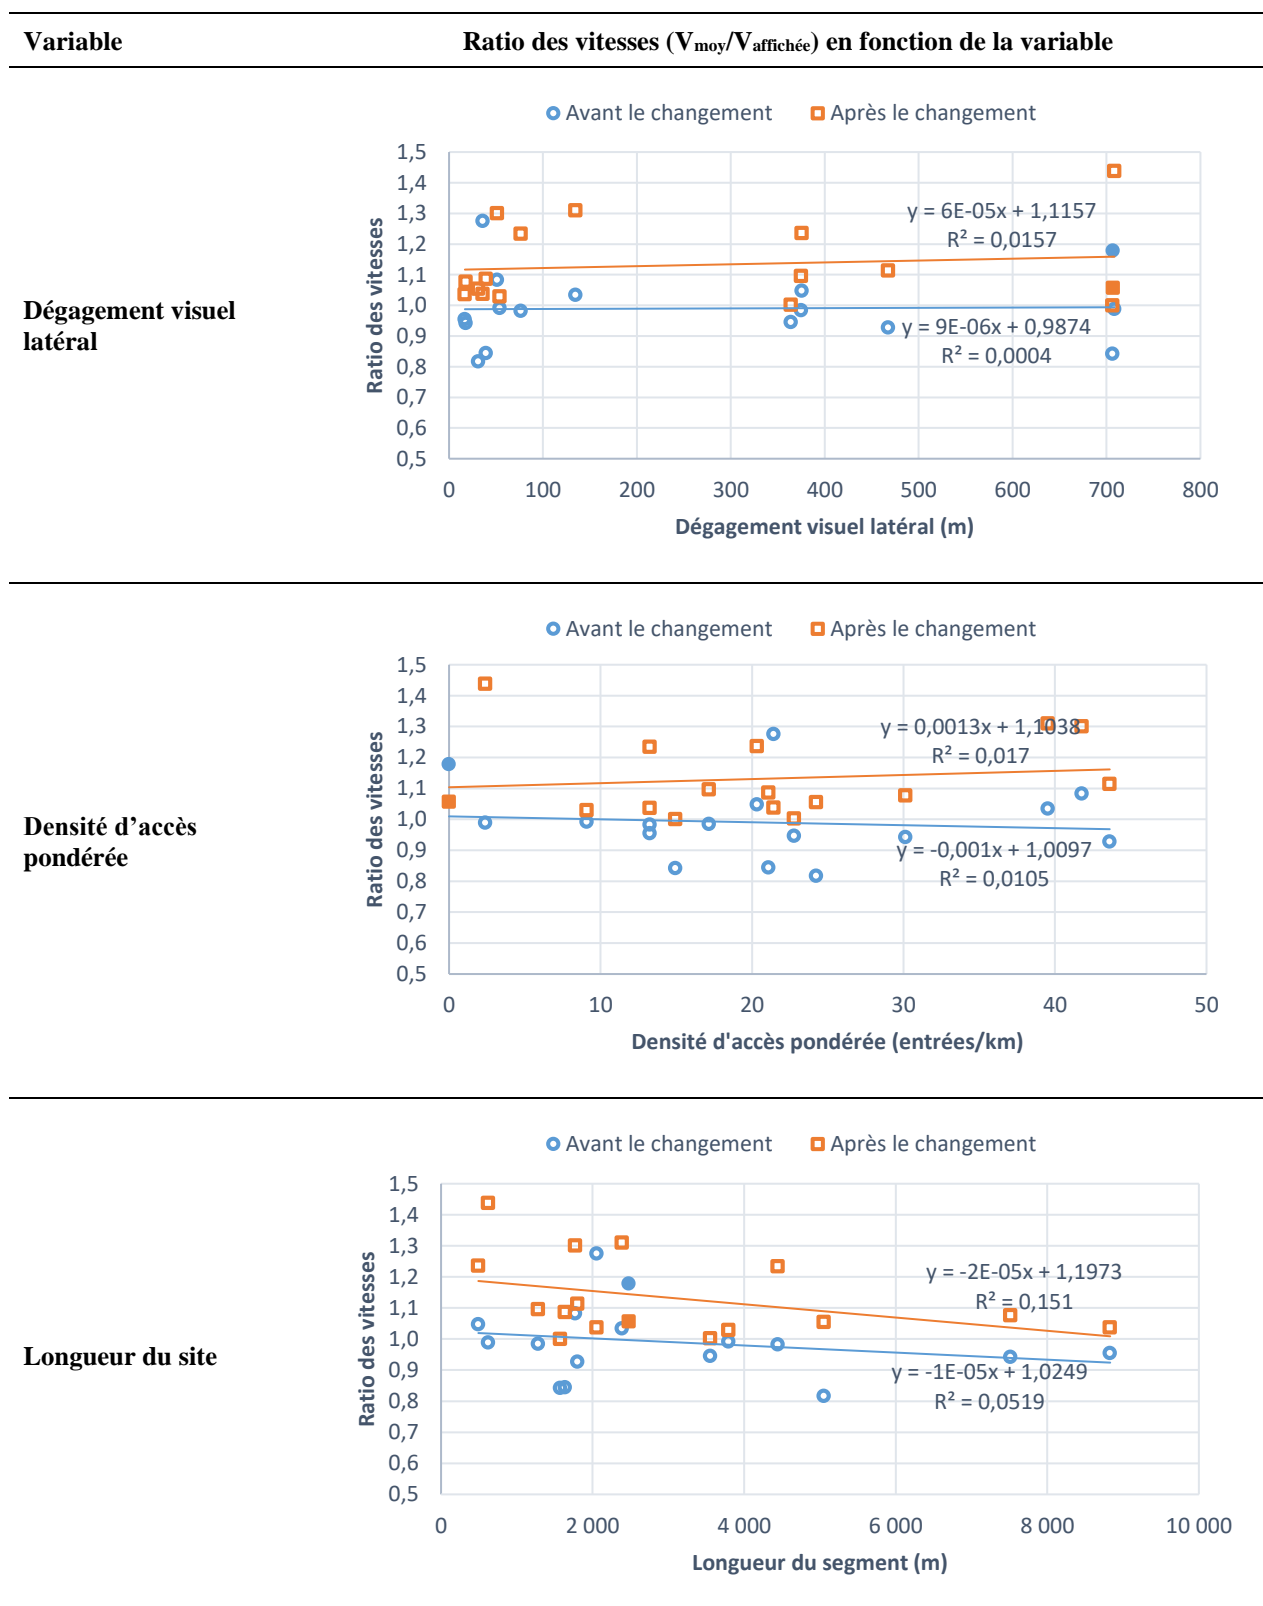 Variable
Ratio des vitesses (Vmoy/Vaffichée) en fonction de la variable
Dégagement visuel
latéral
Avant le changement
Après le changement
Ratio des vitesses
1,5
1,4
1,3
1,2
1,1
1,0
0,9
0,8
0,7
0,6
0,5
y = 6E-05x + 1,1157
R² = 0,0157
y = 9E-06x + 0,9874
R² = 0,0004
0 100 200 300 400 500 600 700 800
Dégagement visuel latéral (m)
Densité d’accès
pondérée
Avant le changement
Après le changement
Ratio des vitesses
1,5
1,4
1,3
1,2
1,1
1,0
0,9
0,8
0,7
0,6
0,5
y = 0,0013x + 1,1038
R² = 0,017
y = -0,001x + 1,0097
R² = 0,0105
0 10 20 30 40 50
Densité d'accès pondérée (entrées/km)
Longueur du site
Avant le changement
Après le changement
Ratio des vitesses
1,5
1,4
1,3
1,2
1,1
1,0
0,9
0,8
0,7
0,6
0,5
y = -2E-05x + 1,1973
R² = 0,151
y = -1E-05x + 1,0249
R² = 0,0519
0 2 000 4 000 6 000 8 000 10 000
Longueur du segment (m)